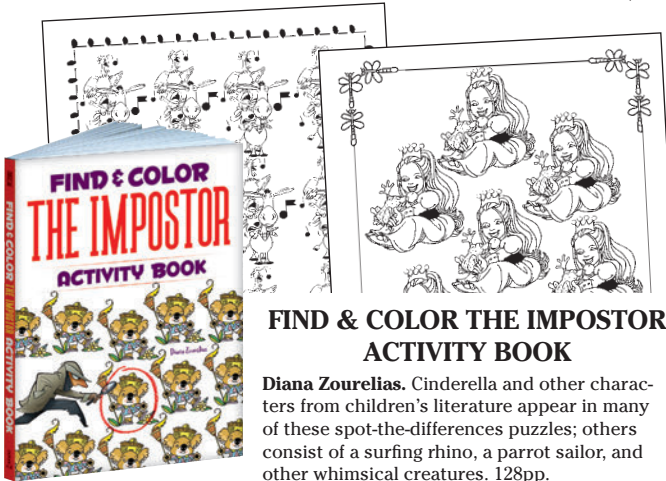 FIND & COLOR
THE IMPOSTOR
ACTIVITY BOOK
Diana Zourelias
FIND & COLOR THE IMPOSTOR ACTIVITY BOOK
FIND & COLOR THE IMPOSTOR
ACTIVITY BOOK
Diana Zourelias. Cinderella and other charac-
ters from children’s literature appear in many
of these spot-the-differences puzzles; others
consist of a surfing rhino, a parrot sailor, and
other whimsical creatures. 128pp.